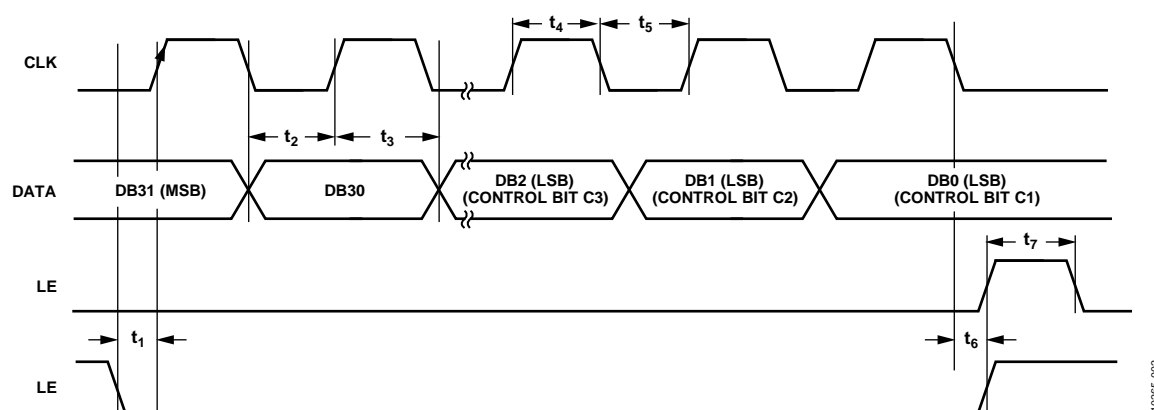 t4
t5
CLK
t2
t3
DATA
DB31 (MSB)
DB30
DB2 (LSB)
(CONTROL BIT C3)
DB1 (LSB)
(CONTROL BIT C2)
DB0 (LSB)
(CONTROL BIT C1)
t7
LE
t1
t6
LE